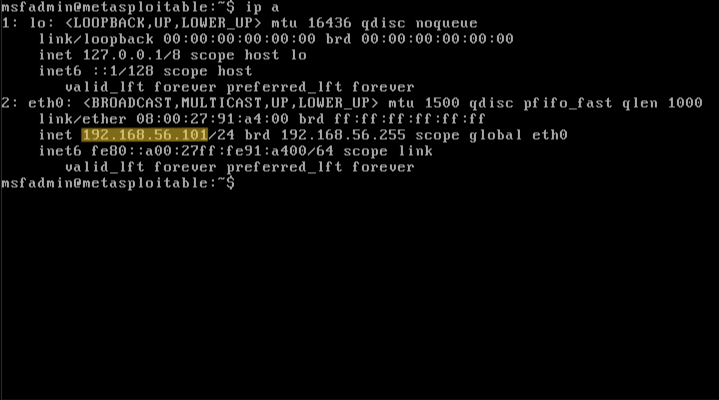 msfadmin@metasploitable:~$ ip a
1: lo: <LOOPBACK,UP,LOWER_UP> mtu 16436 qdisc noqueue
    link/loopback 00:00:00:00:00:00 brd 00:00:00:00:00:00
    inet 127.0.0.1/8 scope host lo
    inet6 ::1/128 scope host
       valid_lft forever preferred_lft forever
2: eth0: <BROADCAST,MULTICAST,UP,LOWER_UP> mtu 1500 qdisc pfifo_fast qlen 1000
    link/ether 08:00:27:91:a4:00 brd ff:ff:ff:ff:ff:ff
    inet 192.168.56.101/24 brd 192.168.56.255 scope global eth0
    inet6 fe80::a00:27ff:fe91:a400/64 scope link
       valid_lft forever preferred_lft forever
msfadmin@metasploitable:~$